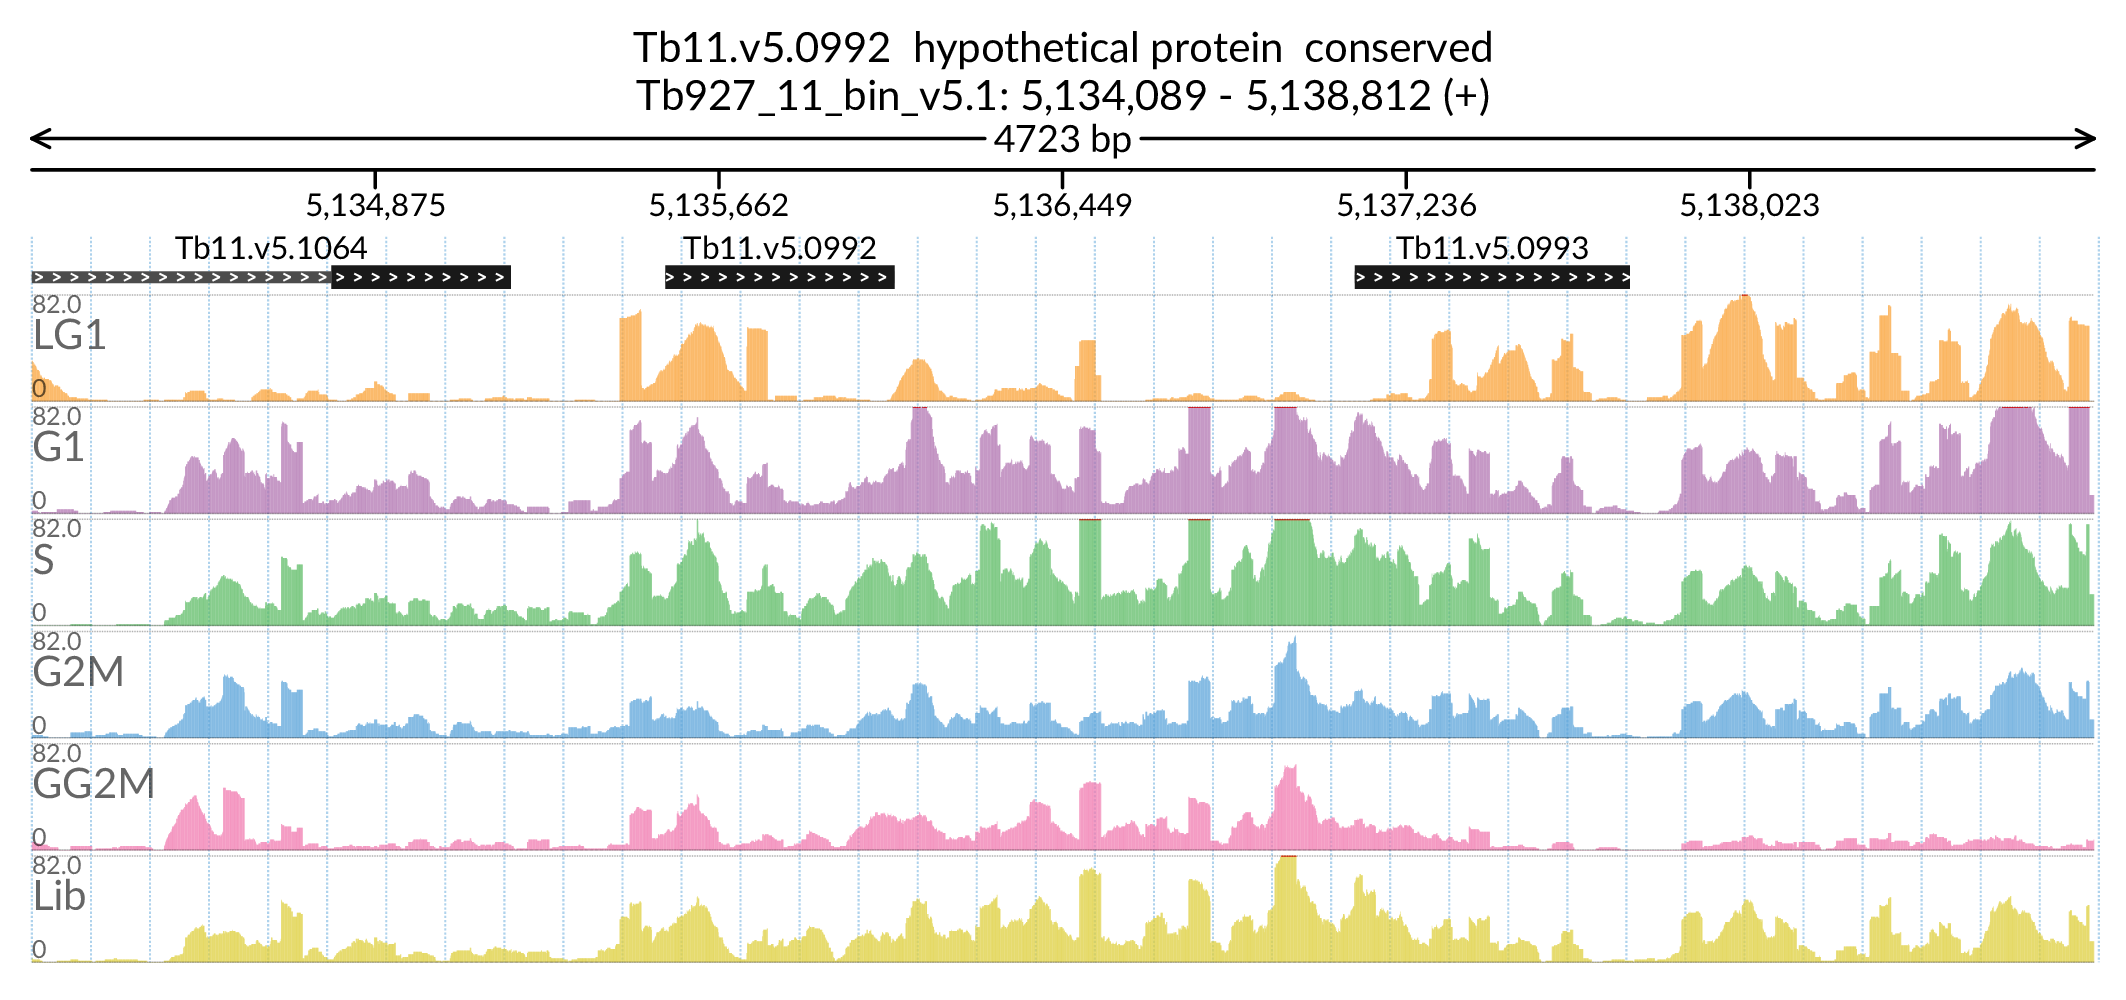 Tb11.v5.0992  hypothetical protein  conserved
Tb927_11_bin_v5.1: 5,134,089 - 5,138,812 (+)
4723 bp
5,134,875 5,135,662 5,136,449 5,137,236 5,138,023
Tb11.v5.1064 Tb11.v5.0992 Tb11.v5.0993
82.0
LG1
0
82.0
G1
0
82.0
S
0
82.0
G2M
0
82.0
GG2M
0
82.0
Lib
0